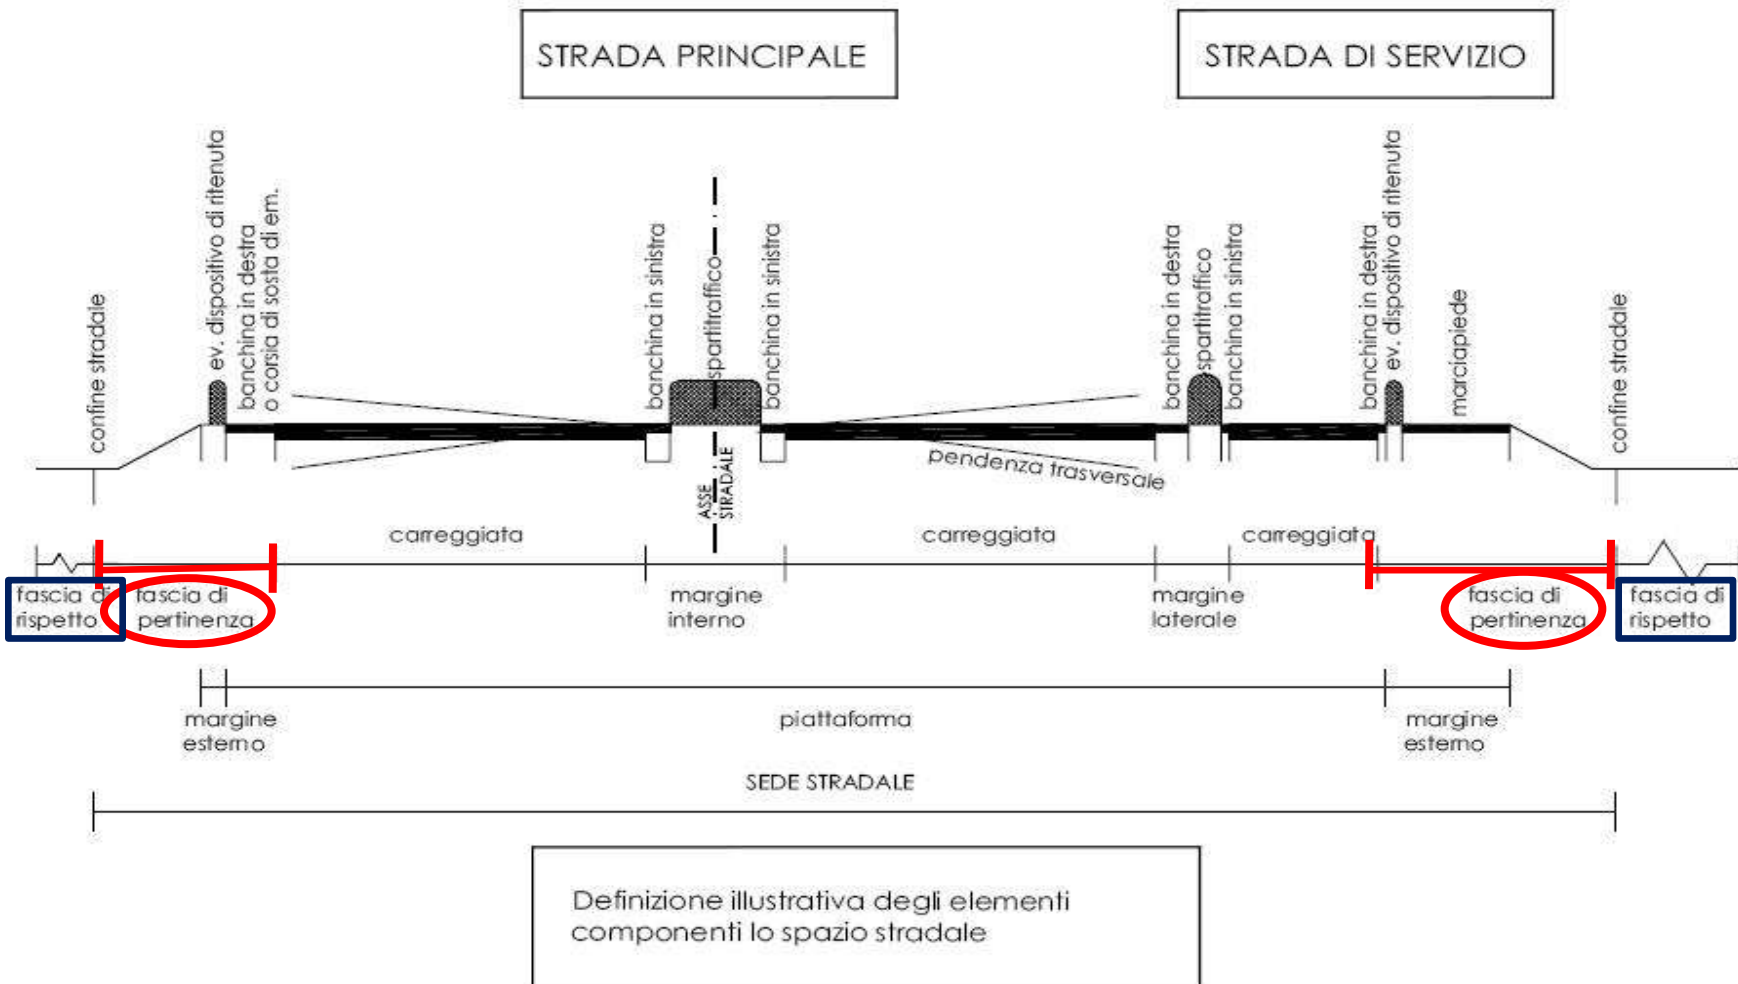 STRADA PRINCIPALE
STRADA DI SERVIZIO
confine stradale
ev. dispositivo di ritenuta
banchina in destra
o corsia di sosta di em.
banchina in sinistra
spartitraffico
banchina in sinistra
banchina in destra
spartitraffico
banchina in sinistra
banchina in destra
ev. dispositivo di ritenuta
marciapiede
confine stradale
pendenza trasversale
ASSE
STRADALE
carreggiata
carreggiata
carreggiata
fascia di
rispetto
fascia di
pertinenza
margine
interno
margine
laterale
fascia di
pertinenza
fascia di
rispetto
margine
esterno
piattaforma
margine
esterno
SEDE STRADALE
Definizione illustrativa degli elementi
componenti lo spazio stradale